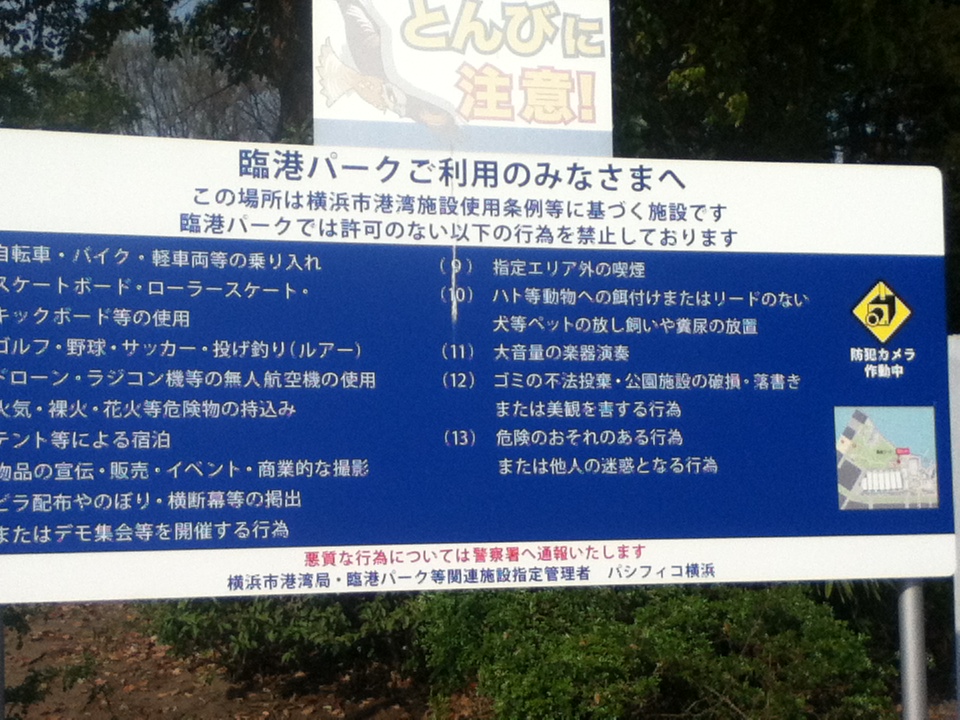 とんびに
注意!
臨港パークご利用のみなさまへ
この場所は横浜市港湾施設使用条例等に基づく施設です
臨港パークでは許可のない以下の行為を禁止しております
自転車・バイク・軽車両等の乗り入れ
スケートボード・ローラースケート・
キックボード等の使用
ゴルフ・野球・サッカー・投げ釣り(ルアー)
ドローン・ラジコン機等の無人航空機の使用
火気・裸火・花火等危険物の持込み
テント等による宿泊
物品の宣伝・販売・イベント・商業的な撮影
ビラ配布やのぼり・横断幕等の掲出
またはデモ集会等を開催する行為
(9) 指定エリア外の喫煙
(10) ハト等動物への餌付けまたはリードのない
犬等ペットの放し飼いや糞尿の放置
(11) 大音量の楽器演奏
(12) ゴミの不法投棄・公園施設の破損・落書き
または美観を害する行為
(13) 危険のおそれのある行為
または他人の迷惑となる行為
防犯カメラ
作動中
悪質な行為については警察署へ通報いたします
横浜市港湾局・臨港パーク等関連施設指定管理者 パシフィコ横浜